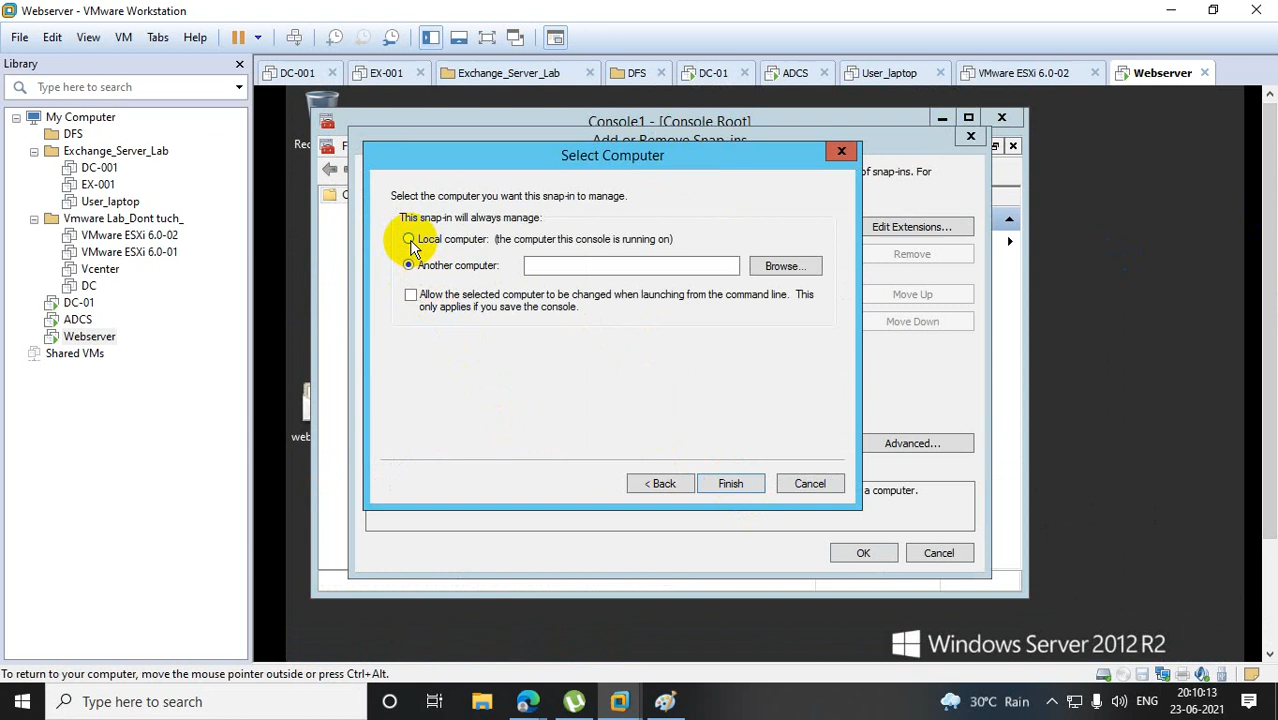 Webserver - VMware Workstation
File Edit View VM Tabs Help
Library
Type here to search
DC-001 EX-001 Exchange_Server_Lab DFS DC-01 ADCS User_laptop VMware ESXi 6.0-02 Webserver
My Computer
DFS
Exchange_Server_Lab
DC-001
EX-001
User_laptop
Vmware Lab_Dont tuch_
VMware ESXi 6.0-02
VMware ESXi 6.0-01
Vcenter
DC
DC-01
ADCS
Webserver
Shared VMs
Console1 - [Console Root]
Add or Remove Snap-ins
Select Computer
Select the computer you want this snap-in to manage.
This snap-in will always manage:
Local computer: (the computer this console is running on)
Another computer:
Browse...
Allow the selected computer to be changed when launching from the command line. This
only applies if you save the console.
< Back Finish Cancel
of snap-ins. For
Edit Extensions...
Remove
Move Up
Move Down
Advanced...
a computer.
OK Cancel
Windows Server 2012 R2
To return to your computer, move the mouse pointer outside or press Ctrl+Alt.
Type here to search
30°C Rain
ENG
20:10:13
23-06-2021